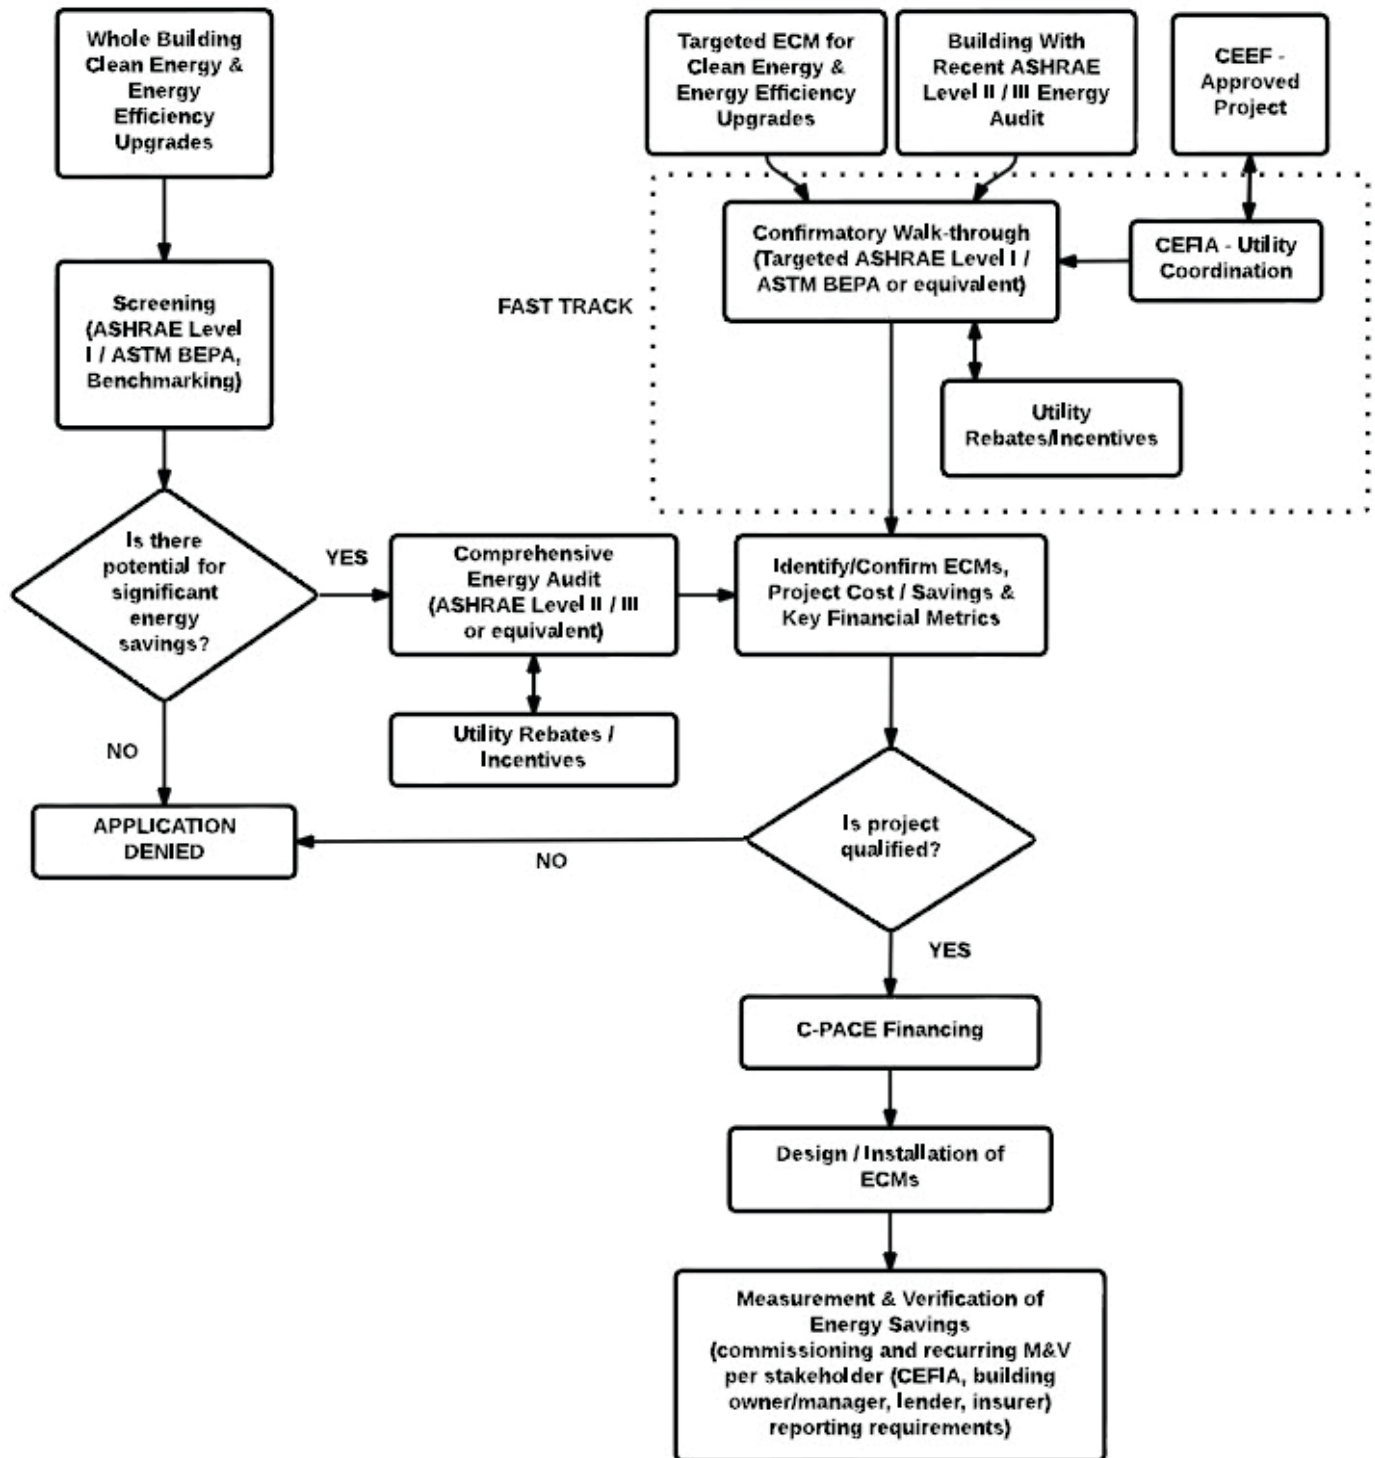 Whole Building
Clean Energy &
Energy
Efficiency
Upgrades
Targeted ECM for
Clean Energy &
Energy Efficiency
Upgrades
Building With
Recent ASHRAE
Level II / III Energy
Audit
CEEF -
Approved
Project
Screening
(ASHRAE Level
I / ASTM BEPA,
Benchmarking)
FAST TRACK
Confirmatory Walk-through
(Targeted ASHRAE Level I /
ASTM BEPA or equivalent)
CEFIA - Utility
Coordination
Utility
Rebates/Incentives
Is there
potential for
significant
energy
savings?
YES
Comprehensive
Energy Audit
(ASHRAE Level II / III
or equivalent)
Identify/Confirm ECMs,
Project Cost / Savings &
Key Financial Metrics
Utility Rebates /
Incentives
NO
APPLICATION
DENIED
NO
Is project
qualified?
YES
C-PACE Financing
Design / Installation of
ECMs
Measurement & Verification of
Energy Savings
(commissioning and recurring M&V
per stakeholder (CEFIA, building
owner/manager, lender, insurer)
reporting requirements)